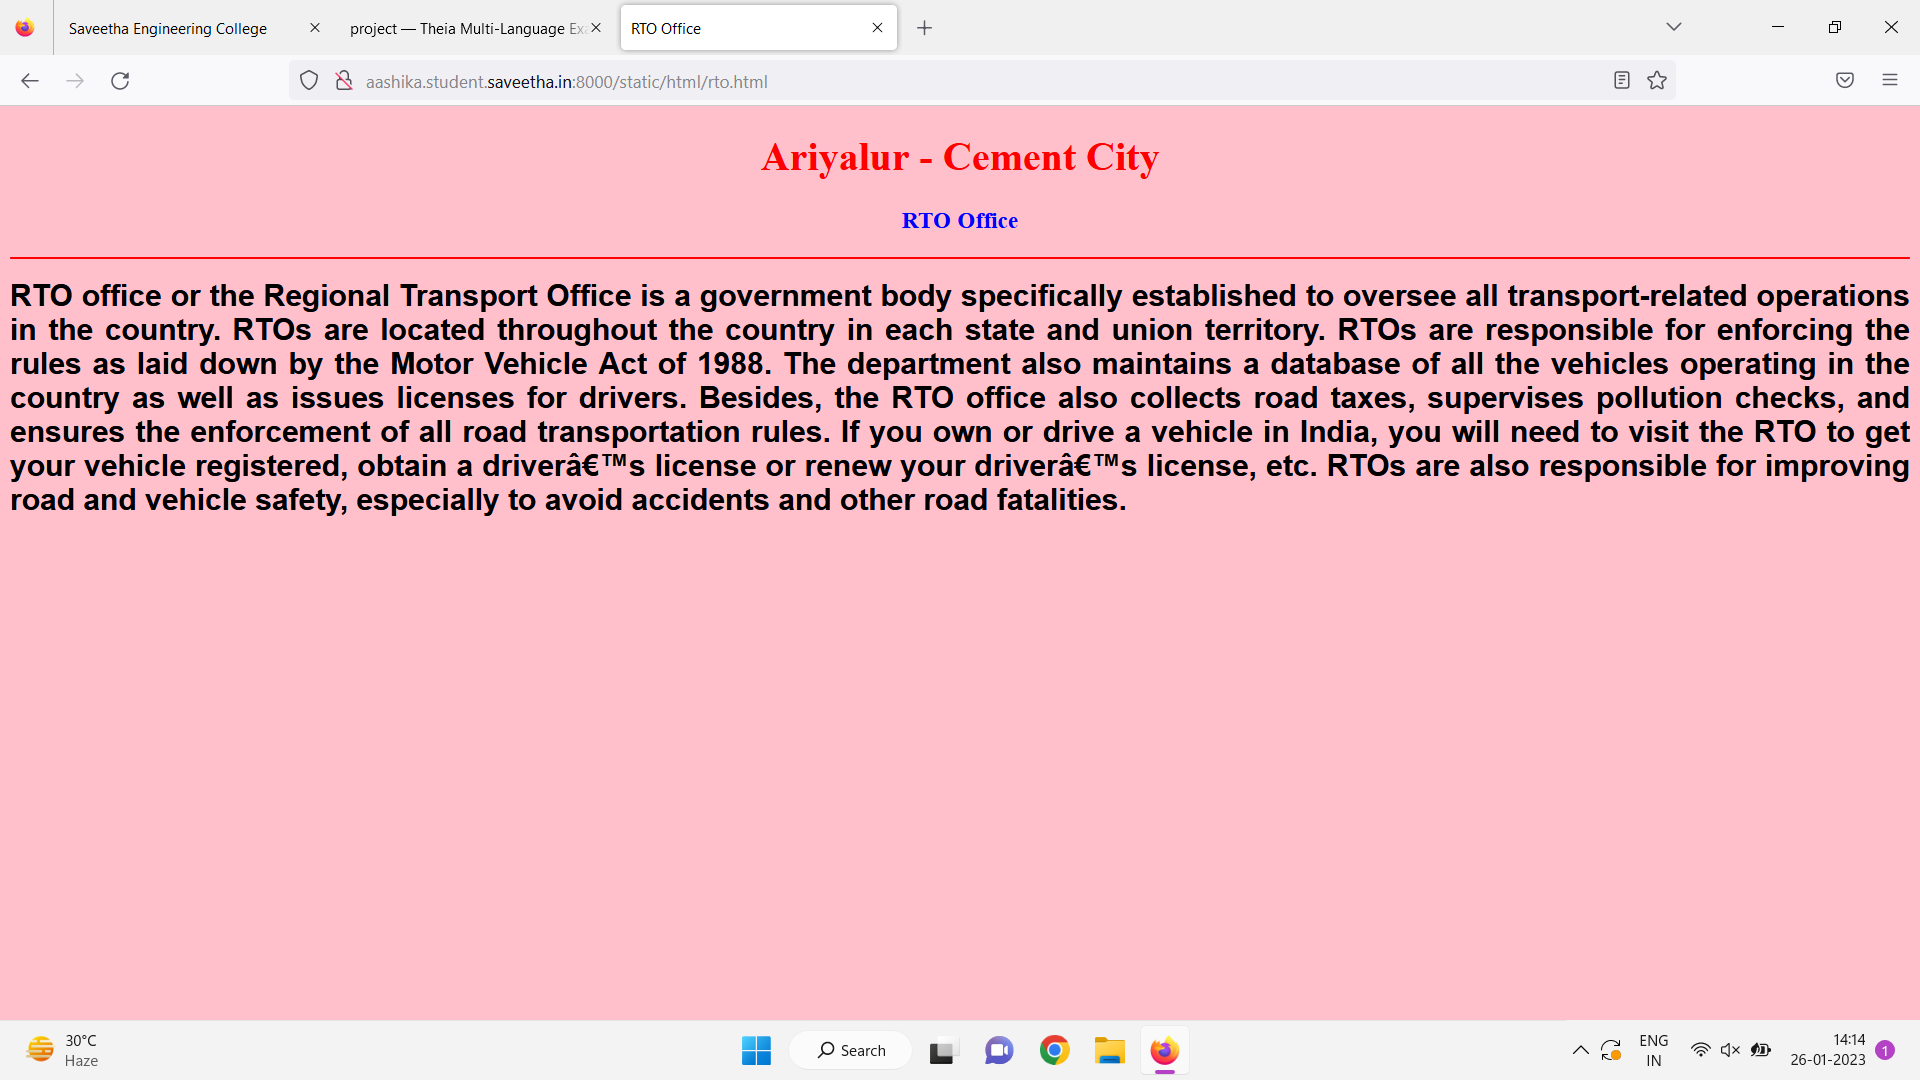 Saveetha Engineering College
project — Theia Multi-Language Exa
RTO Office
aashika.student.saveetha.in:8000/static/html/rto.html
Ariyalur - Cement City
RTO Office
RTO office or the Regional Transport Office is a government body specifically established to oversee all transport-related operations
in the country. RTOs are located throughout the country in each state and union territory. RTOs are responsible for enforcing the
rules as laid down by the Motor Vehicle Act of 1988. The department also maintains a database of all the vehicles operating in the
country as well as issues licenses for drivers. Besides, the RTO office also collects road taxes, supervises pollution checks, and
ensures the enforcement of all road transportation rules. If you own or drive a vehicle in India, you will need to visit the RTO to get
your vehicle registered, obtain a driverâ€™s license or renew your driverâ€™s license, etc. RTOs are also responsible for improving
road and vehicle safety, especially to avoid accidents and other road fatalities.
30°C
Haze
Search
ENG
IN
14:14
26-01-2023
1